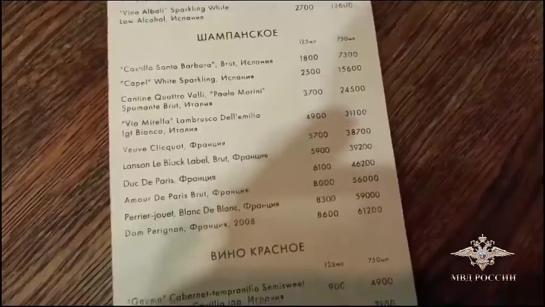 "Vina Albali" Sparkling White 2700 13600
Low Alcohol, Испания
ШАМПАНСКОЕ
125мл 750мл
"Castillo Santa Barbara", Brut, Испания 1800 7300
"Capel" White Sparkling, Испания 2500 15600
Cantine Quattro Valli, "Paolo Morini" 3700 24500
Spumante Brut, Италия
"Via Mirella" Lambrusco Dell'emilia 4900 31100
Igt Bianco, Италия
Veuve Clicquot, Франция 5700 38700
Lanson Le Black Label, Brut, Франция 5900 39200
Duc De Paris, Франция 6100 46200
Amour De Paris Brut, Франция 8000 56000
Perrier-jouet, Blanc De Blanc, Франция 8300 59000
Dom Perignon, Франция, 2008 8600 61200
ВИНО КРАСНОЕ
125мл 750мл
Cabernet-tempranillo Semisweet 900 4900
Испания
МВД РОССИИ